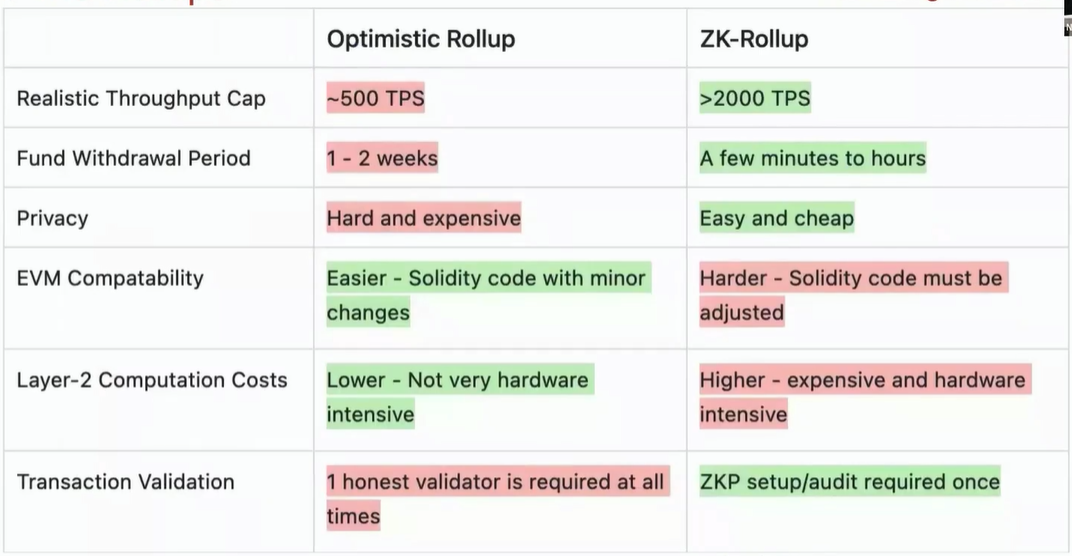 Optimistic Rollup ZK-Rollup
Realistic Throughput Cap ~500 TPS >2000 TPS
Fund Withdrawal Period 1 - 2 weeks A few minutes to hours
Privacy Hard and expensive Easy and cheap
EVM Compatability Easier - Solidity code with minor Harder - Solidity code must be
changes adjusted
Layer-2 Computation Costs Lower - Not very hardware Higher - expensive and hardware
intensive intensive
Transaction Validation 1 honest validator is required at all ZKP setup/audit required once
times